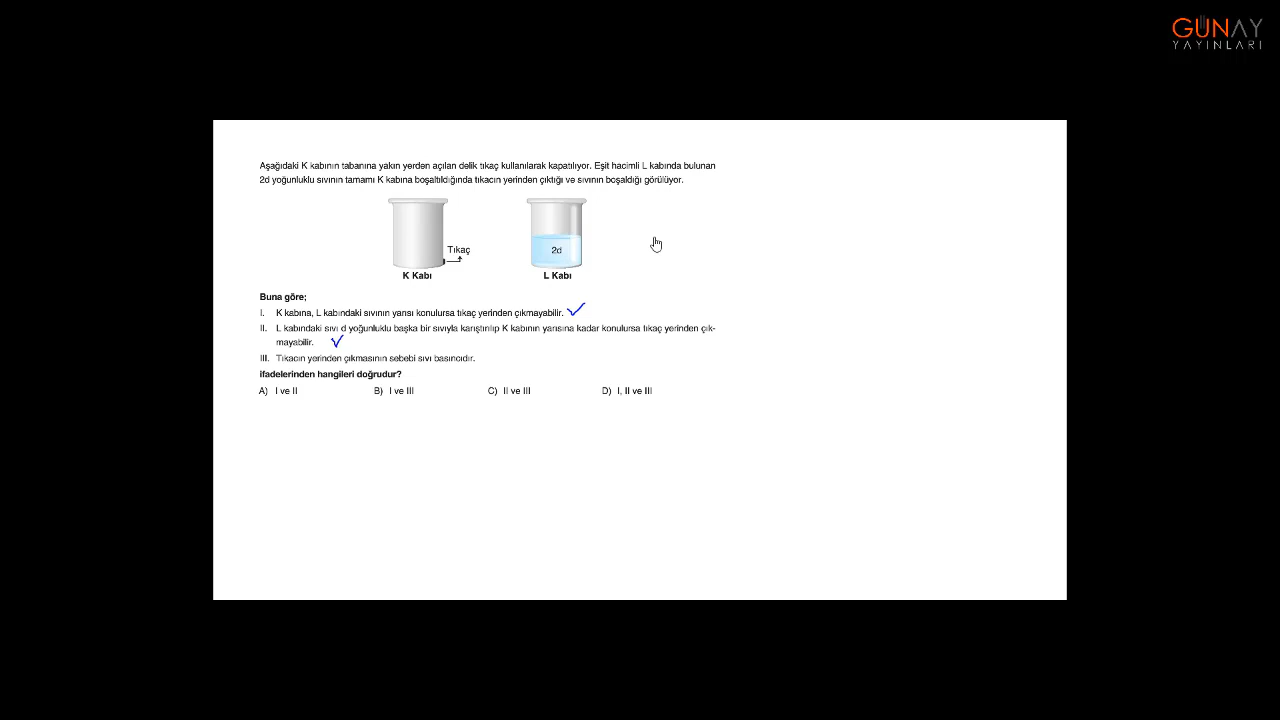 GÜNAY
YAYINLARI
Aşağıdaki K kabının tabanına yakın yerden açılan delik tıkaç kullanılarak kapatılıyor. Eşit hacimli L kabında bulunan
2d yoğunluklu sıvının tamamı K kabına boşaltıldığında tıkacın yerinden çıktığı ve sıvının boşaldığı görülüyor.
Tıkaç
2d
K Kabı
L Kabı
Buna göre;
I. K kabına, L kabındaki sıvının yarısı konulursa tıkaç yerinden çıkmayabilir.
II. L kabındaki sıvı d yoğunluklu başka bir sıvıyla karıştırılıp K kabının yarısına kadar konulursa tıkaç yerinden çık-
mayabilir.
III. Tıkacın yerinden çıkmasının sebebi sıvı basıncıdır.
ifadelerinden hangileri doğrudur?
A) I ve II B) I ve III C) II ve III D) I, II ve III